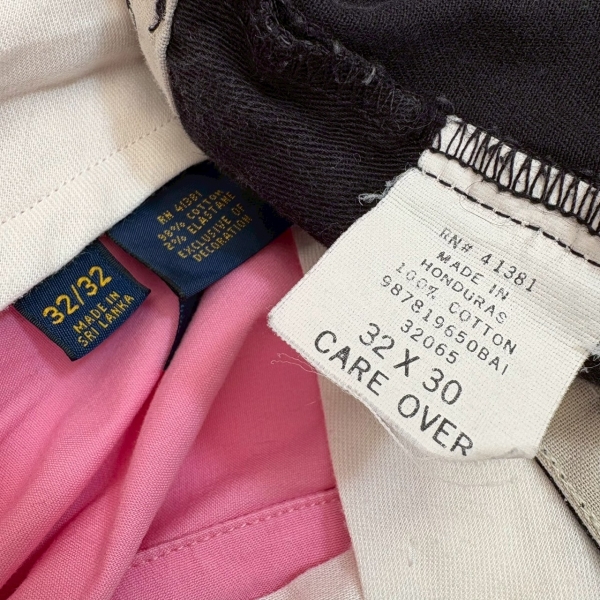 32/32
MADE IN
SRI LANKA
RN 41381
98% COTTON
2% ELASTANE
EXCLUSIVE OF
DECORATION
RN# 41381
MADE IN
HONDURAS
100% COTTON
987819650BAI
32065
32 X 30
CARE OVER